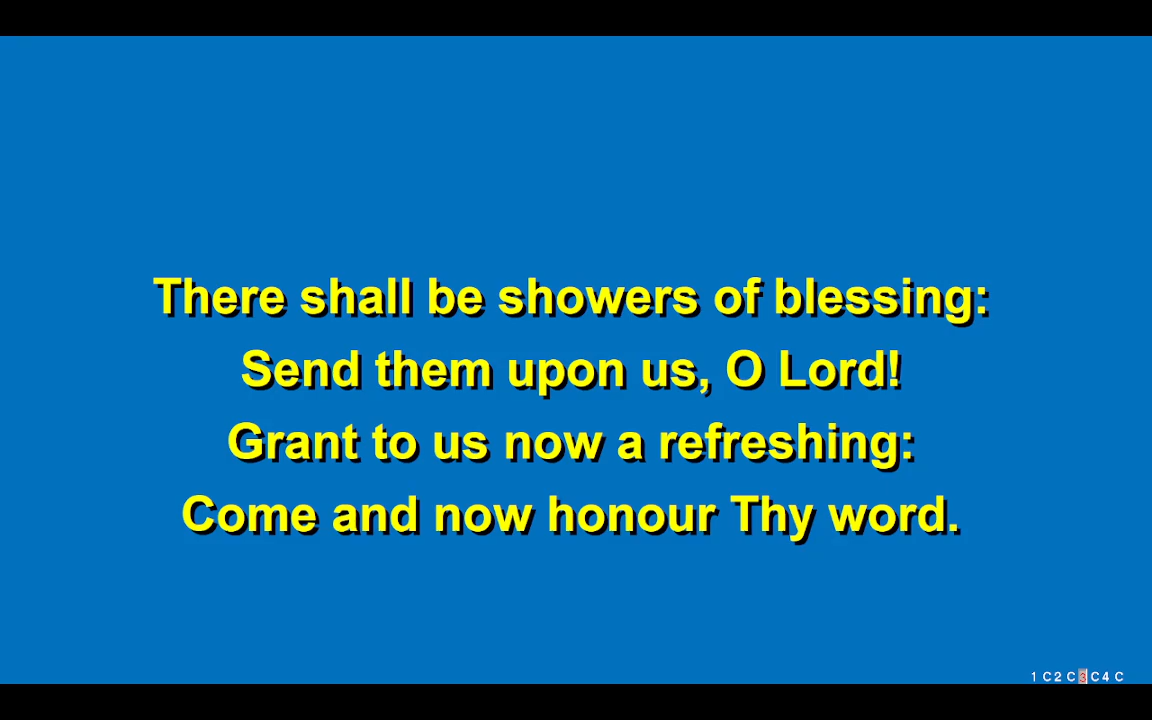 There shall be showers of blessing:
Send them upon us, O Lord!
Grant to us now a refreshing:
Come and now honour Thy word.
1 C 2 C 3 C 4 C